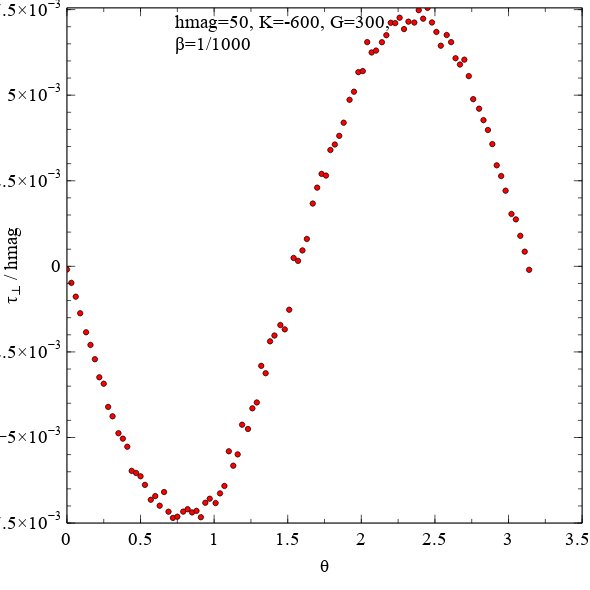 .5×10⁻³
hmag=50, K=-600, G=300,
β=1/1000
5×10⁻³
.5×10⁻³
0
τ⊥ / hmag
.5×10⁻³
−5×10⁻³
.5×10⁻³
0 0.5 1 1.5 2 2.5 3 3.5
θ